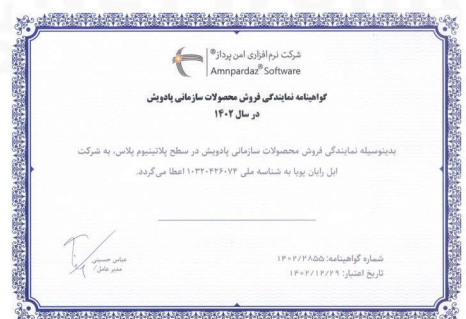 شرکت نرم‌افزاری امن‌پرداز®
Amnpardaz® Software
گواهینامه نمایندگی فروش محصولات سازمانی پادویش
در سال ۱۴۰۲
بدینوسیله نمایندگی فروش محصولات سازمانی پادویش در سطح پلاتینیوم پلاس، به شرکت
ابل رایان پویا به شناسه ملی ۱۰۳۲۰۴۲۶۰۷۴ اعطا می‌گردد.
عباس حسینی
مدیر عامل
شماره گواهینامه: ۱۴۰۲/۲۸۵۵
تاریخ اعتبار: ۱۴۰۲/۱۲/۲۹